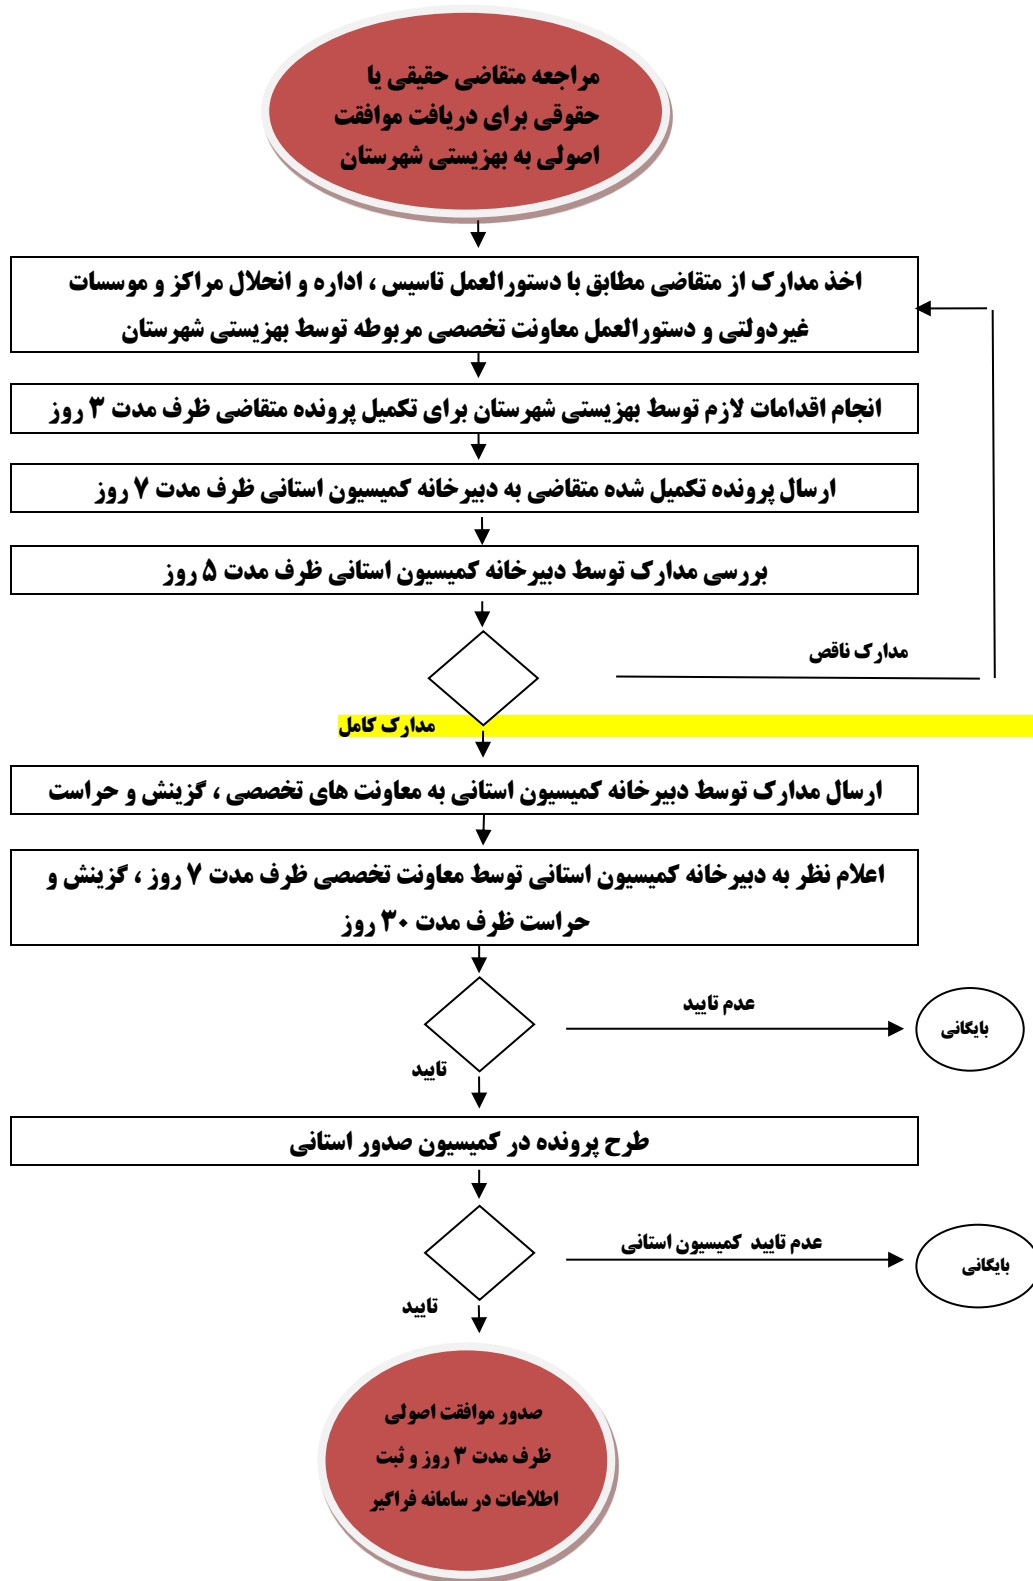 مراجعه متقاضی حقیقی یا
حقوقی برای دریافت موافقت
اصولی به بهزیستی شهرستان
اخذ مدارک از متقاضی مطابق با دستورالعمل تاسیس ، اداره و انحلال مراکز و موسسات
غیردولتی و دستورالعمل معاونت تخصصی مربوطه توسط بهزیستی شهرستان
انجام اقدامات لازم توسط بهزیستی شهرستان برای تکمیل پرونده متقاضی ظرف مدت ۳ روز
ارسال پرونده تکمیل شده متقاضی به دبیرخانه کمیسیون استانی ظرف مدت ۷ روز
بررسی مدارک توسط دبیرخانه کمیسیون استانی ظرف مدت ۵ روز
مدارک ناقص
مدارک کامل
ارسال مدارک توسط دبیرخانه کمیسیون استانی به معاونت های تخصصی ، گزینش و حراست
اعلام نظر به دبیرخانه کمیسیون استانی توسط معاونت تخصصی ظرف مدت ۷ روز ، گزینش و
حراست ظرف مدت ۳۰ روز
عدم تایید
بایگانی
تایید
طرح پرونده در کمیسیون صدور استانی
عدم تایید کمیسیون استانی
بایگانی
تایید
صدور موافقت اصولی
ظرف مدت ۳ روز و ثبت
اطلاعات در سامانه فراگیر